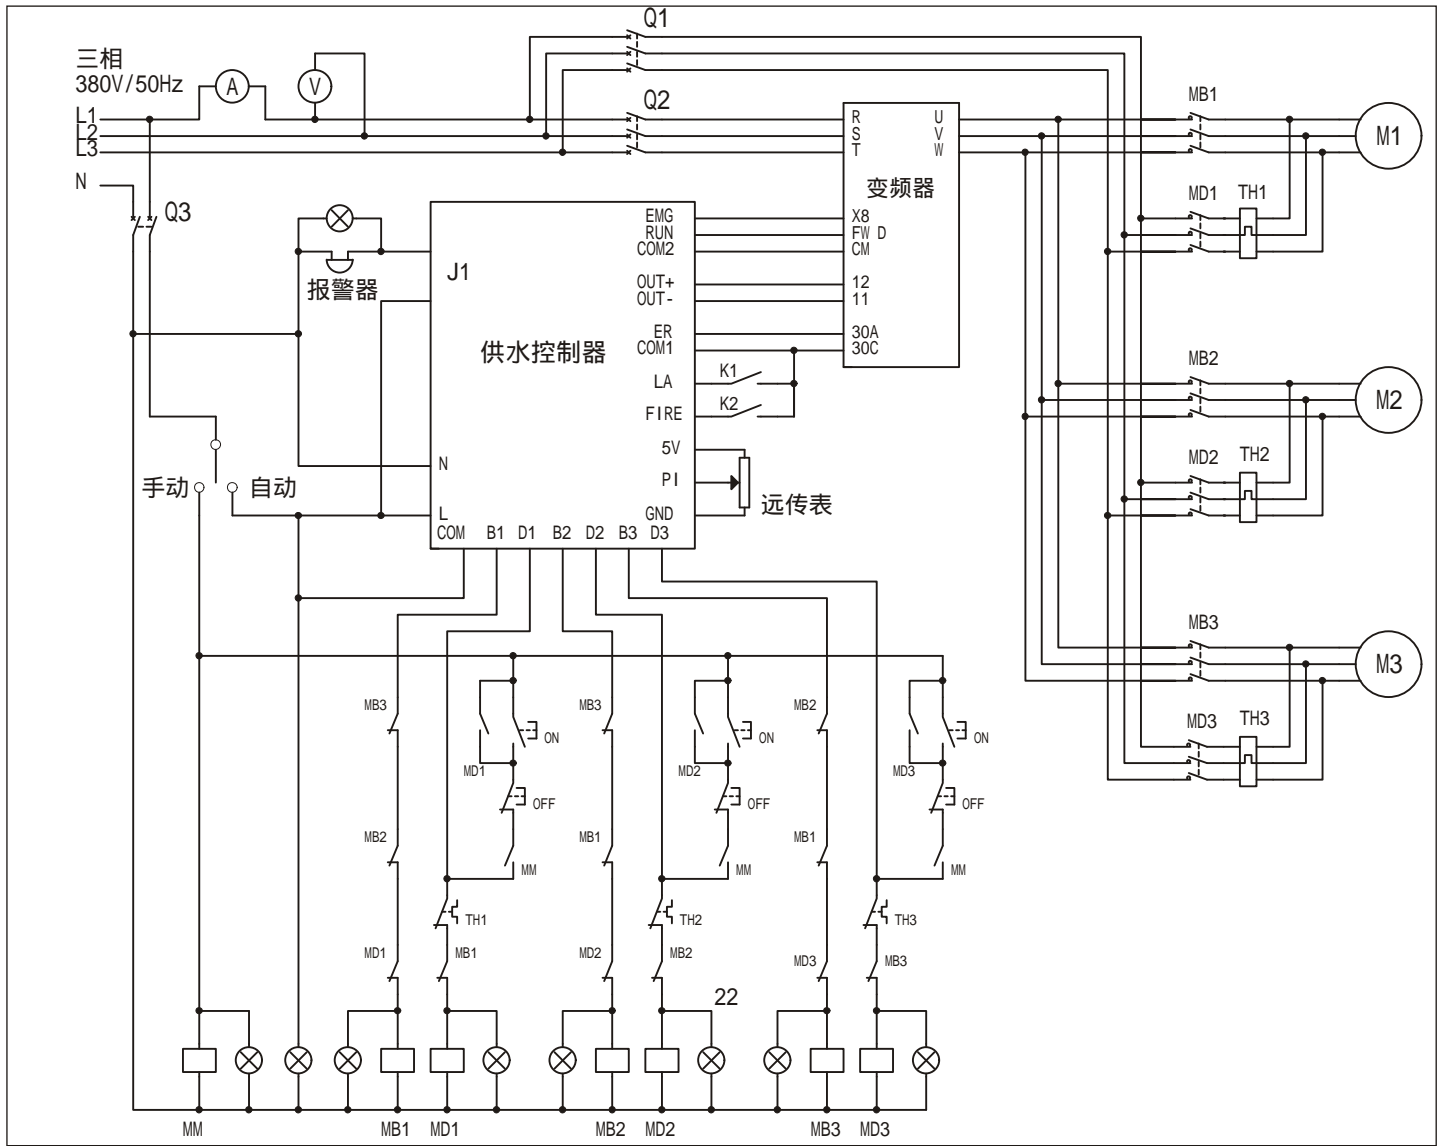 Q1
三相
380V/50Hz
A
V
L1
L2
L3
N
Q2
Q3
R
S
T
U
V
W
变频器
X8
FW D
CM
12
11
30A
30C
EMG
RUN
COM2
OUT+
OUT-
ER
COM1
LA
FIRE
5V
PI
GND
J1
供水控制器
N
L
COM B1 D1 B2 D2 B3 D3
报警器
K1
K2
远传表
手动
自动
MB1
M1
MD1
TH1
MB2
M2
MD2
TH2
MB3
M3
MD3
TH3
MB3
MD1
ON
OFF
MB2
MM
TH1
MD1
MB1
MB3
MD2
ON
OFF
MB1
MM
TH2
MD2
MB2
MB2
MD3
ON
OFF
MB1
MM
TH3
MD3
MB3
22
MM MB1 MD1 MB2 MD2 MB3 MD3